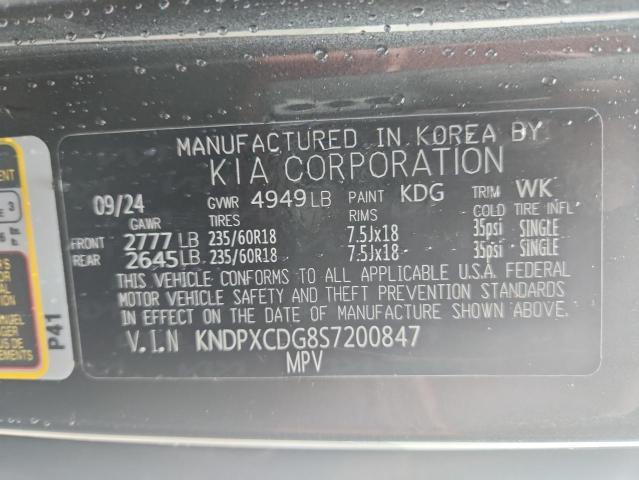 MANUFACTURED IN KOREA BY
KIA CORPORATION
09/24 GVWR 4949 LB PAINT KDG TRIM WK
GAWR TIRES RIMS COLD TIRE INFL
FRONT 2777 LB 235/60R18 7.5Jx18 35psi SINGLE
REAR 2645 LB 235/60R18 7.5Jx18 35psi SINGLE
THIS VEHICLE CONFORMS TO ALL APPLICABLE U.S.A. FEDERAL
MOTOR VEHICLE SAFETY AND THEFT PREVENTION STANDARDS
IN EFFECT ON THE DATE OF MANUFACTURE SHOWN ABOVE.
V.I.N KNDPXCDG8S7200847
MPV
P41
3
E
6